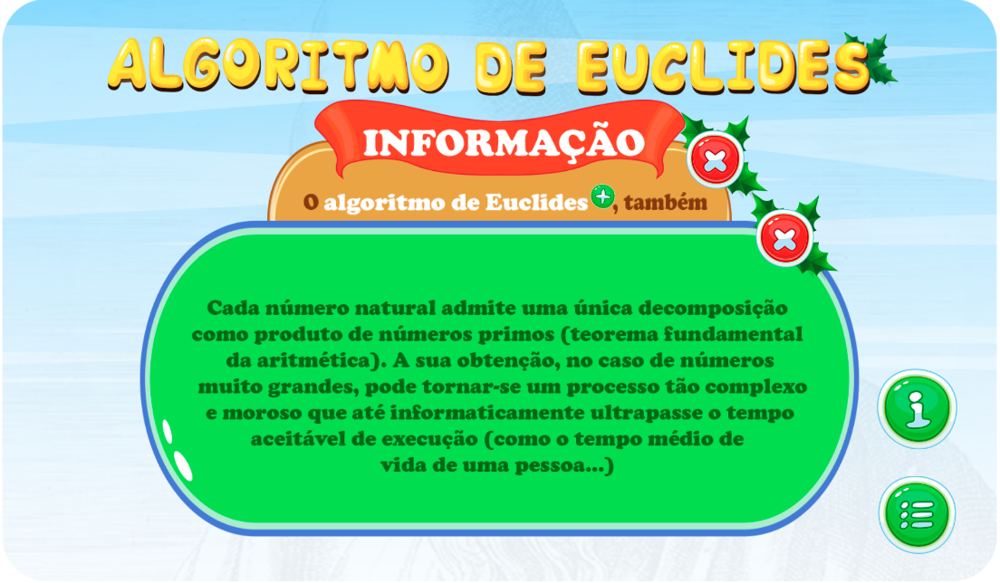 ALGORITMO DE EUCLIDES
INFORMAÇÃO
O algoritmo de Euclides, também
Cada número natural admite uma única decomposição
como produto de números primos (teorema fundamental
da aritmética). A sua obtenção, no caso de números
muito grandes, pode tornar-se um processo tão complexo
e moroso que até informaticamente ultrapasse o tempo
aceitável de execução (como o tempo médio de
vida de uma pessoa...)